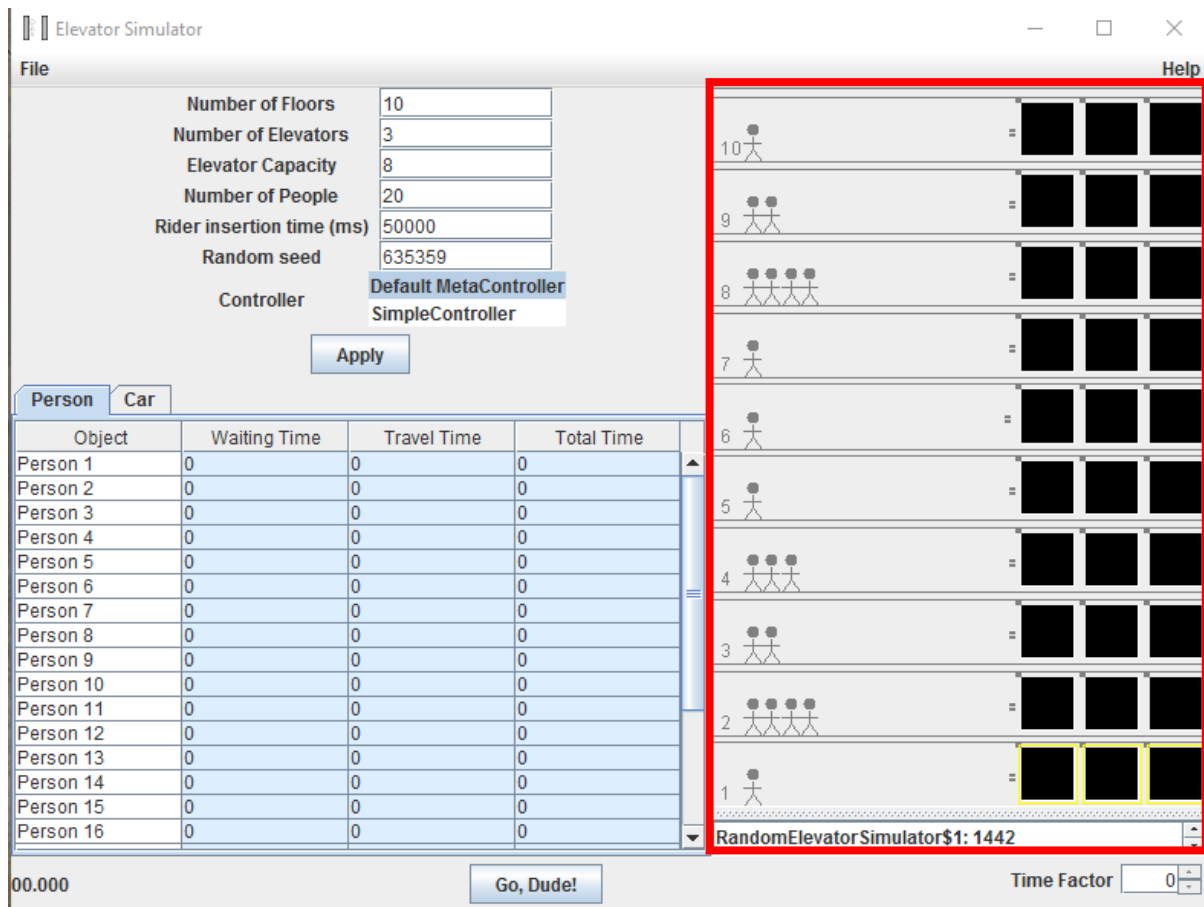 Elevator Simulator
File Help
Number of Floors 10
Number of Elevators 3
Elevator Capacity 8
Number of People 20
Rider insertion time (ms) 50000
Random seed 635359
Controller
Default MetaController
SimpleController
Apply
Person Car
Object Waiting Time Travel Time Total Time
Person 1 0 0 0
Person 2 0 0 0
Person 3 0 0 0
Person 4 0 0 0
Person 5 0 0 0
Person 6 0 0 0
Person 7 0 0 0
Person 8 0 0 0
Person 9 0 0 0
Person 10 0 0 0
Person 11 0 0 0
Person 12 0 0 0
Person 13 0 0 0
Person 14 0 0 0
Person 15 0 0 0
Person 16 0 0 0
10
9
8
7
6
5
4
3
2
1
RandomElevatorSimulator$1: 1442
00.000
Go, Dude!
Time Factor 0